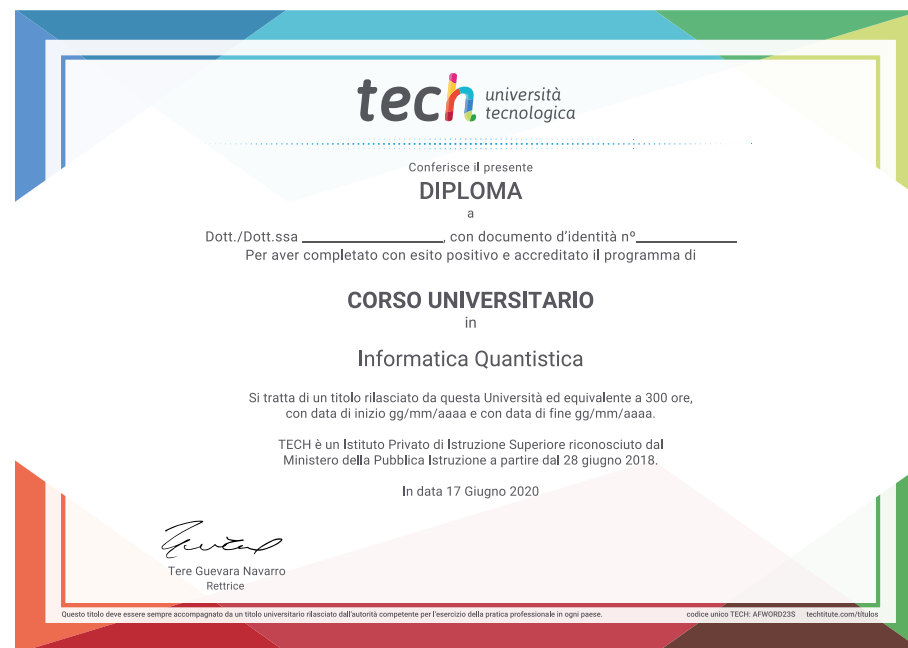 tech università
tecnologica
Conferisce il presente
DIPLOMA
a
Dott./Dott.ssa ____________________, con documento d'identità nº______________
Per aver completato con esito positivo e accreditato il programma di
CORSO UNIVERSITARIO
in
Informatica Quantistica
Si tratta di un titolo rilasciato da questa Università ed equivalente a 300 ore,
con data di inizio gg/mm/aaaa e con data di fine gg/mm/aaaa.
TECH è un Istituto Privato di Istruzione Superiore riconosciuto dal
Ministero della Pubblica Istruzione a partire dal 28 giugno 2018.
In data 17 Giugno 2020
Tere Guevara Navarro
Rettrice
Questo titolo deve essere sempre accompagnato da un titolo universitario rilasciato dall'autorità competente per l'esercizio della pratica professionale in ogni paese. codice unico TECH: AFWORD23S techtitute.com/titulos